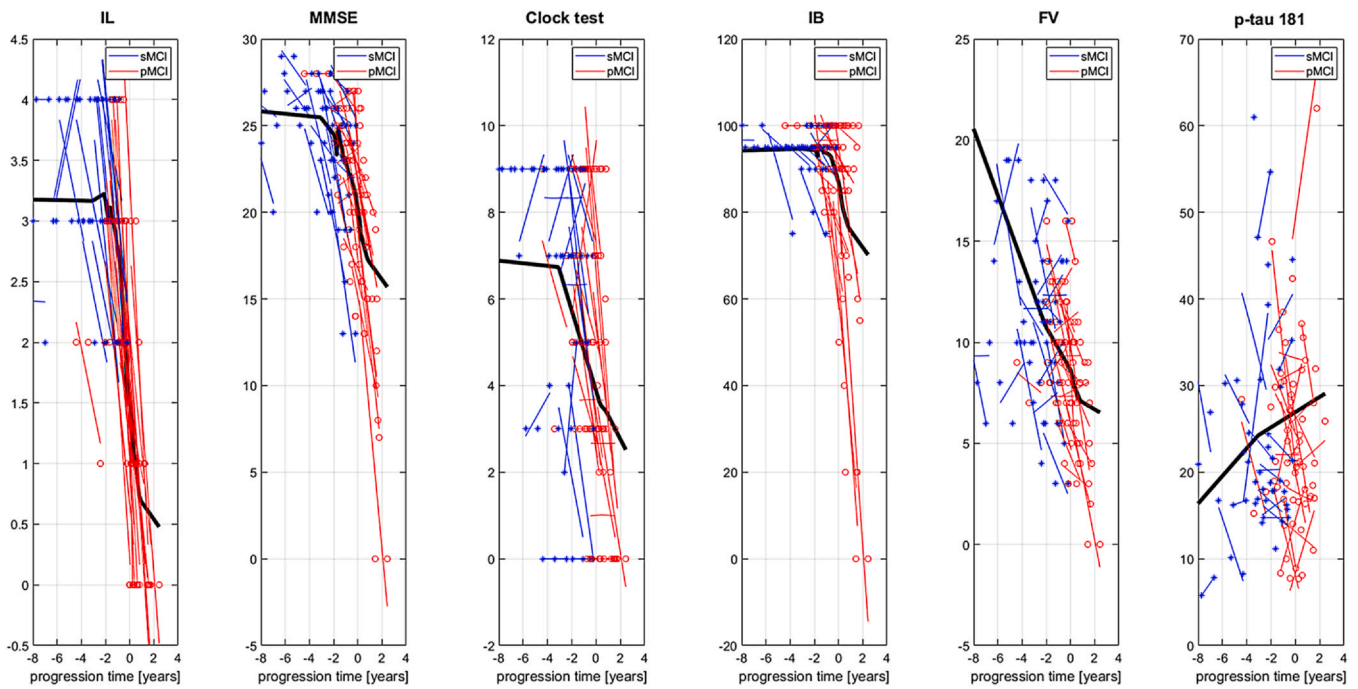 IL
4.5
4
3.5
3
2.5
2
1.5
1
0.5
0
-0.5
-8 -6 -4 -2 0 2 4
progression time [years]
sMCI
pMCI
MMSE
30
25
20
15
10
5
0
-5
-8 -6 -4 -2 0 2 4
progression time [years]
sMCI
pMCI
Clock test
12
10
8
6
4
2
0
-2
-8 -6 -4 -2 0 2 4
progression time [years]
sMCI
pMCI
IB
120
100
80
60
40
20
0
-20
-8 -6 -4 -2 0 2 4
progression time [years]
sMCI
pMCI
FV
25
20
15
10
5
0
-5
-8 -6 -4 -2 0 2 4
progression time [years]
sMCI
pMCI
p-tau 181
70
60
50
40
30
20
10
0
-8 -6 -4 -2 0 2 4
progression time [years]
sMCI
pMCI